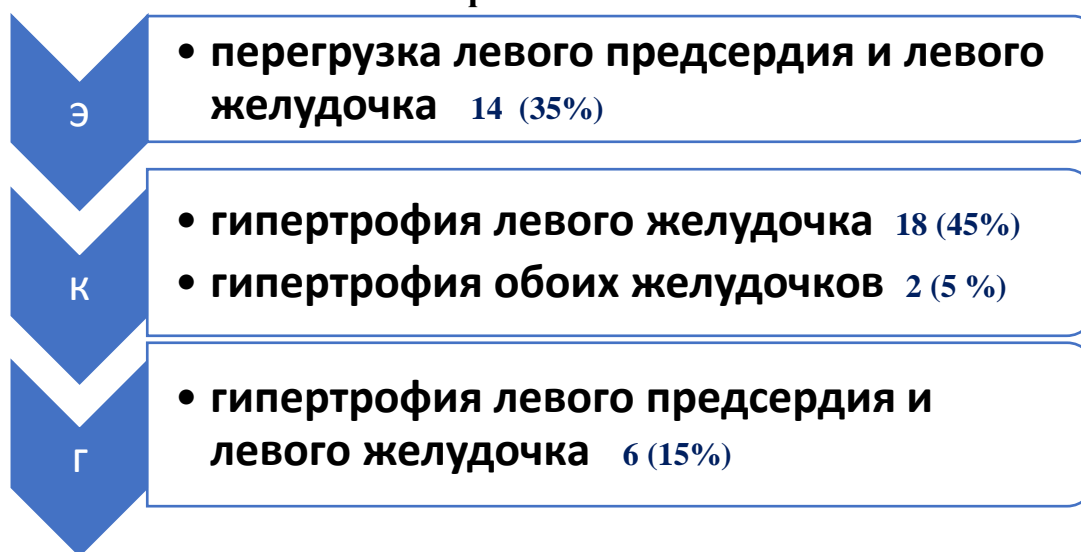 • перегрузка левого предсердия и левого
Э
желудочка 14 (35%)
• гипертрофия левого желудочка 18 (45%)
К
• гипертрофия обоих желудочков 2 (5 %)
• гипертрофия левого предсердия и
Г
левого желудочка 6 (15%)